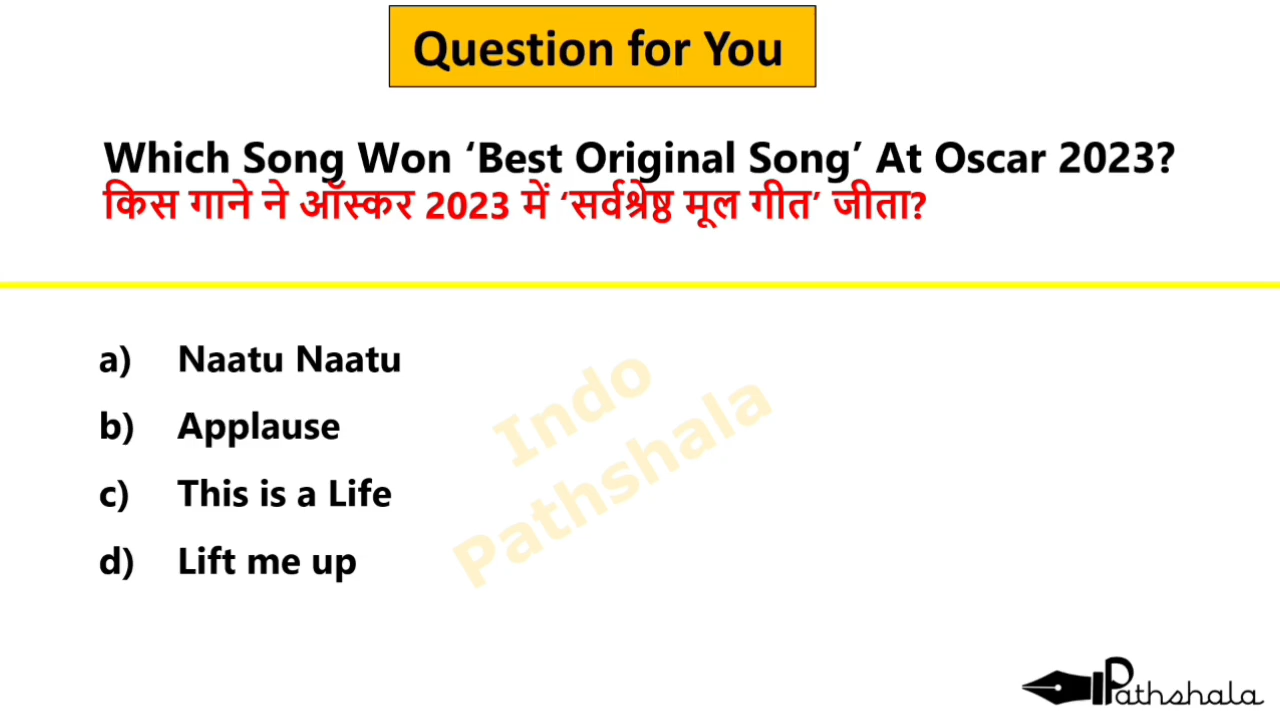 Question for You
Which Song Won ‘Best Original Song’ At Oscar 2023?
किस गाने ने ऑस्कर 2023 में ‘सर्वश्रेष्ठ मूल गीत’ जीता?
a) Naatu Naatu
b) Applause
c) This is a Life
d) Lift me up
Indo
Pathshala
Pathshala